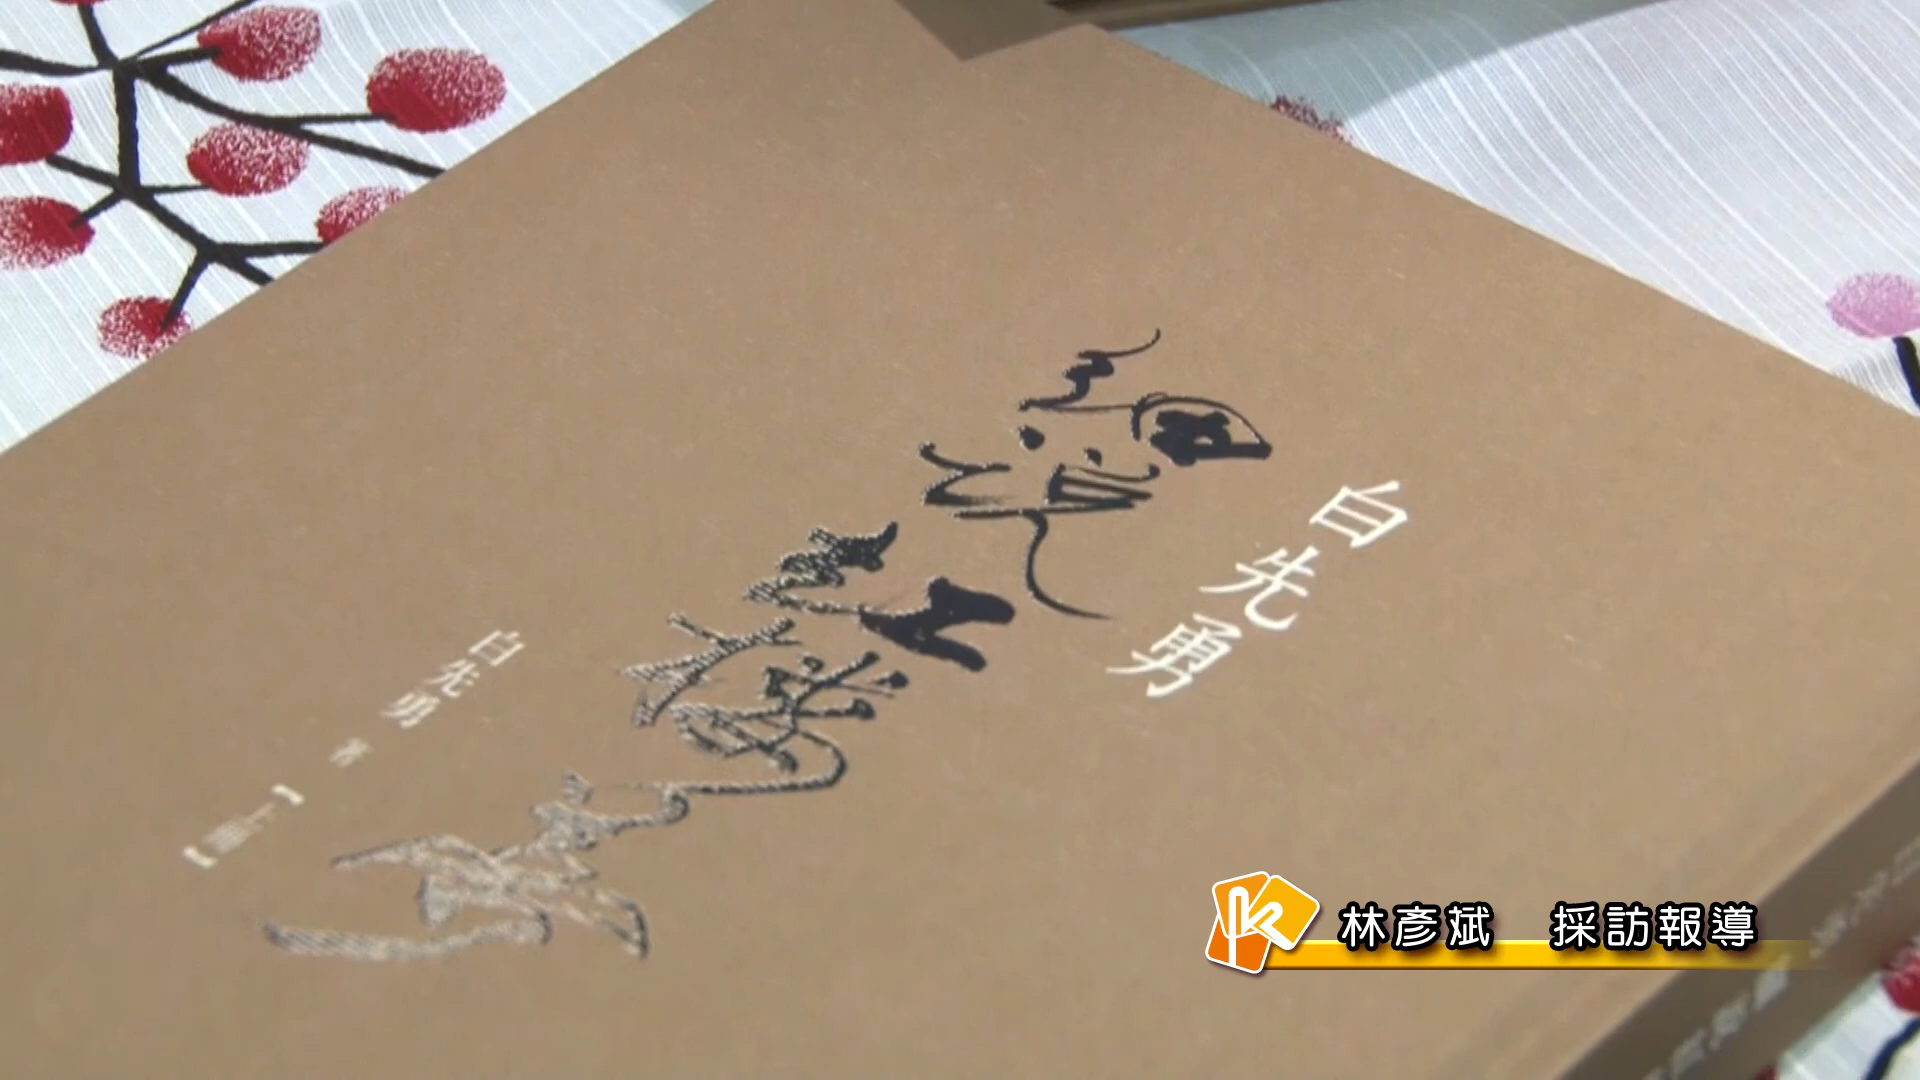 白先勇
細說紅樓夢
白先勇 著
【上冊】
林彥斌 採訪報導